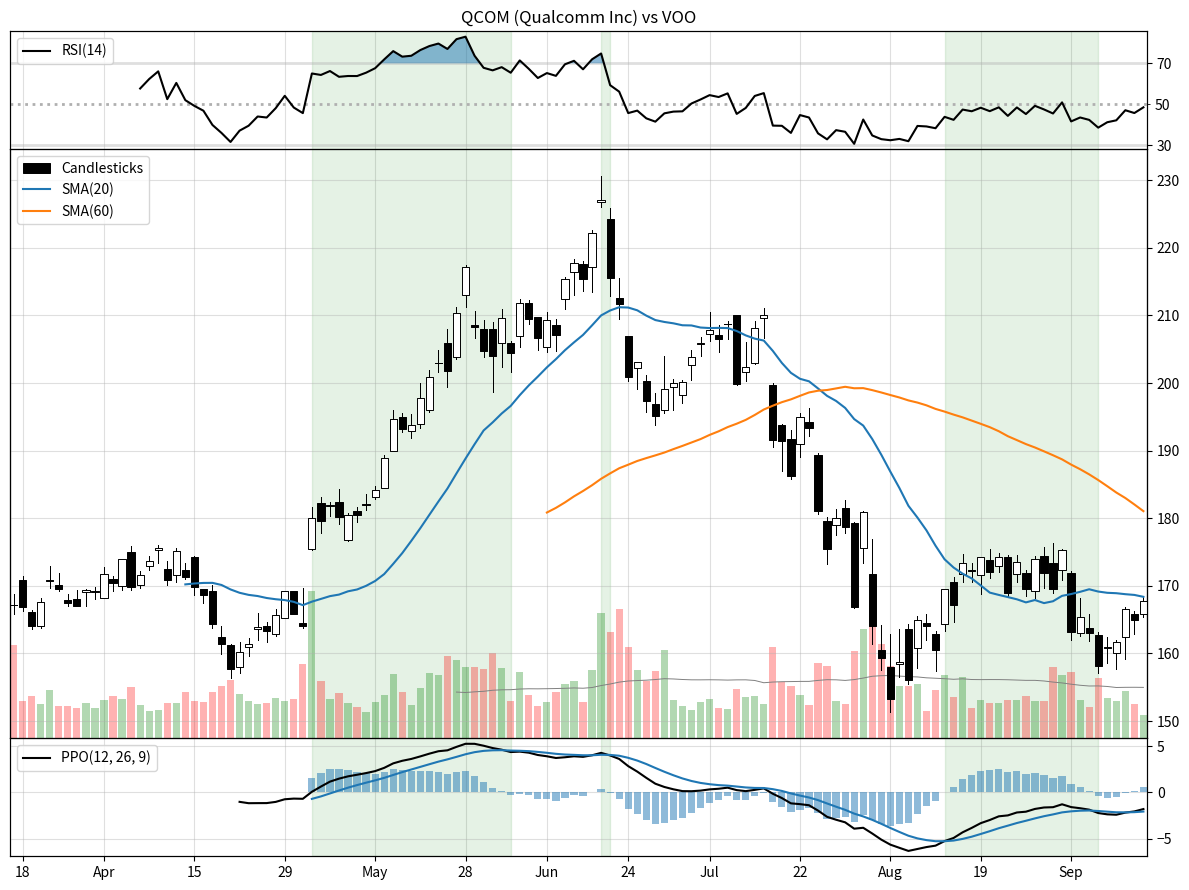 QCOM (Qualcomm Inc) vs VOO
RSI(14)
70
50
30
Candlesticks
SMA(20)
SMA(60)
230
220
210
200
190
180
170
160
150
PPO(12, 26, 9)
5
0
−5
18 Apr 15 29 May 28 Jun 24 Jul 22 Aug 19 Sep